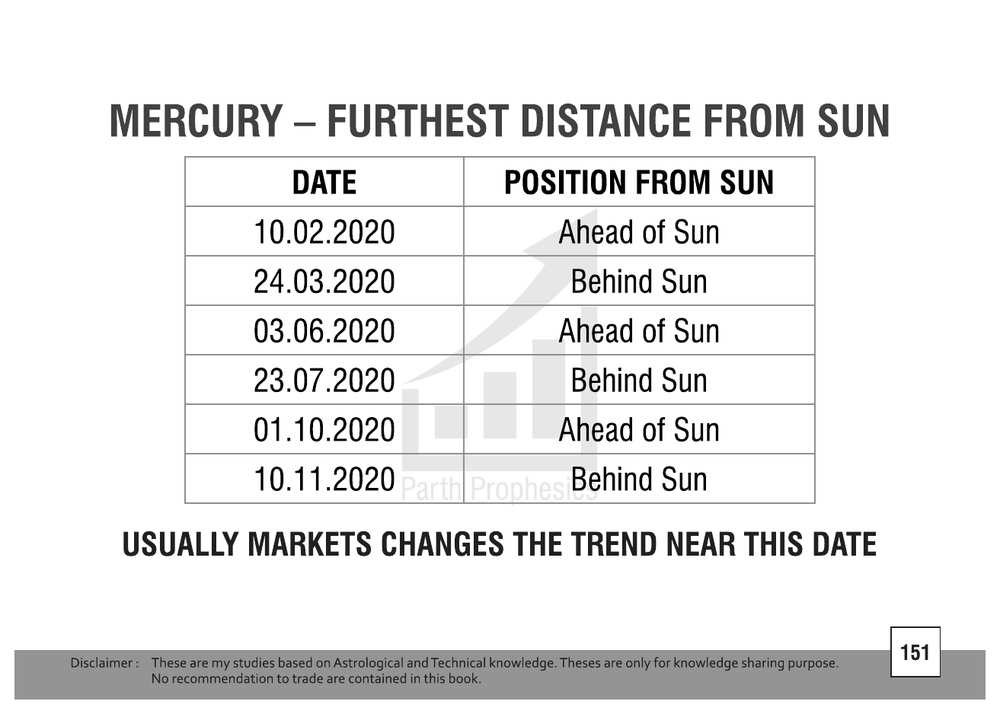 MERCURY – FURTHEST DISTANCE FROM SUN
DATE POSITION FROM SUN
10.02.2020 Ahead of Sun
24.03.2020 Behind Sun
03.06.2020 Ahead of Sun
23.07.2020 Behind Sun
01.10.2020 Ahead of Sun
10.11.2020 Behind Sun
Parth Prophesies
USUALLY MARKETS CHANGES THE TREND NEAR THIS DATE
151
Disclaimer : These are my studies based on Astrological and Technical knowledge. Theses are only for knowledge sharing purpose.
No recommendation to trade are contained in this book.